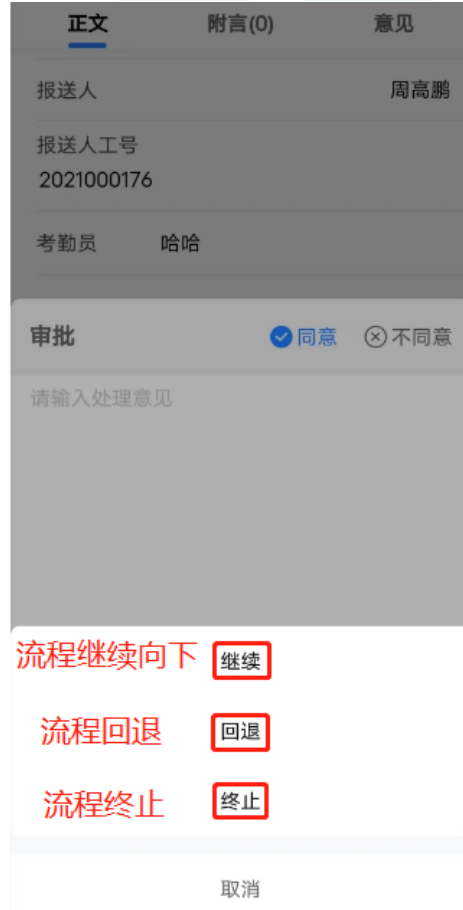 正文 附言(0) 意见
报送人 周高鹏
报送人工号
2021000176
考勤员 哈哈
审批 同意 不同意
请输入处理意见
流程继续向下 继续
流程回退 回退
流程终止 终止
取消